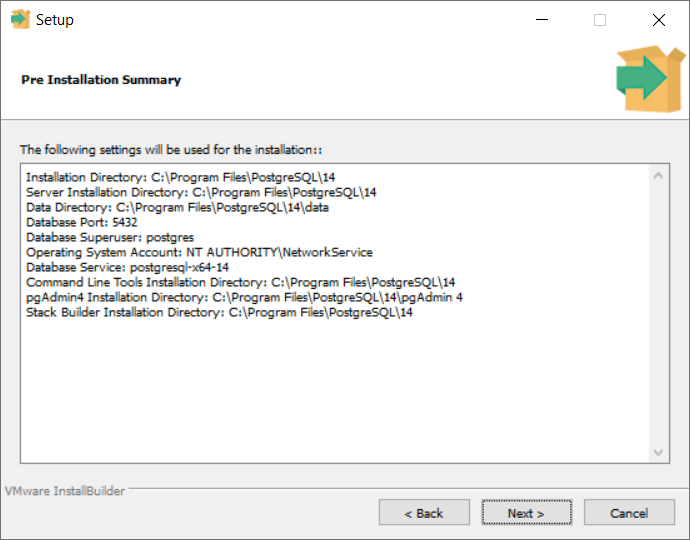 Setup
Pre Installation Summary
The following settings will be used for the installation::
Installation Directory: C:\Program Files\PostgreSQL\14
Server Installation Directory: C:\Program Files\PostgreSQL\14
Data Directory: C:\Program Files\PostgreSQL\14\data
Database Port: 5432
Database Superuser: postgres
Operating System Account: NT AUTHORITY\NetworkService
Database Service: postgresql-x64-14
Command Line Tools Installation Directory: C:\Program Files\PostgreSQL\14
pgAdmin4 Installation Directory: C:\Program Files\PostgreSQL\14\pgAdmin 4
Stack Builder Installation Directory: C:\Program Files\PostgreSQL\14
VMware InstallBuilder
< Back
Next >
Cancel